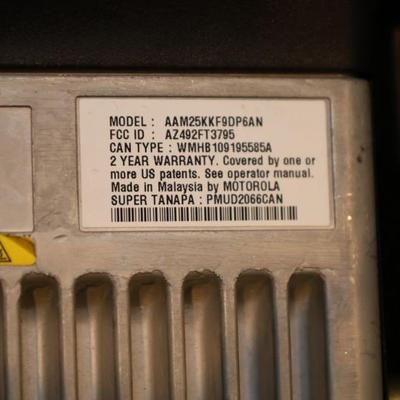 MODEL : AAM25KKF9DP6AN
FCC ID : AZ492FT3795
CAN TYPE : WMHB109195585A
2 YEAR WARRANTY. Covered by one or
more US patents. See operator manual.
Made in Malaysia by MOTOROLA
SUPER TANAPA : PMUD2066CAN